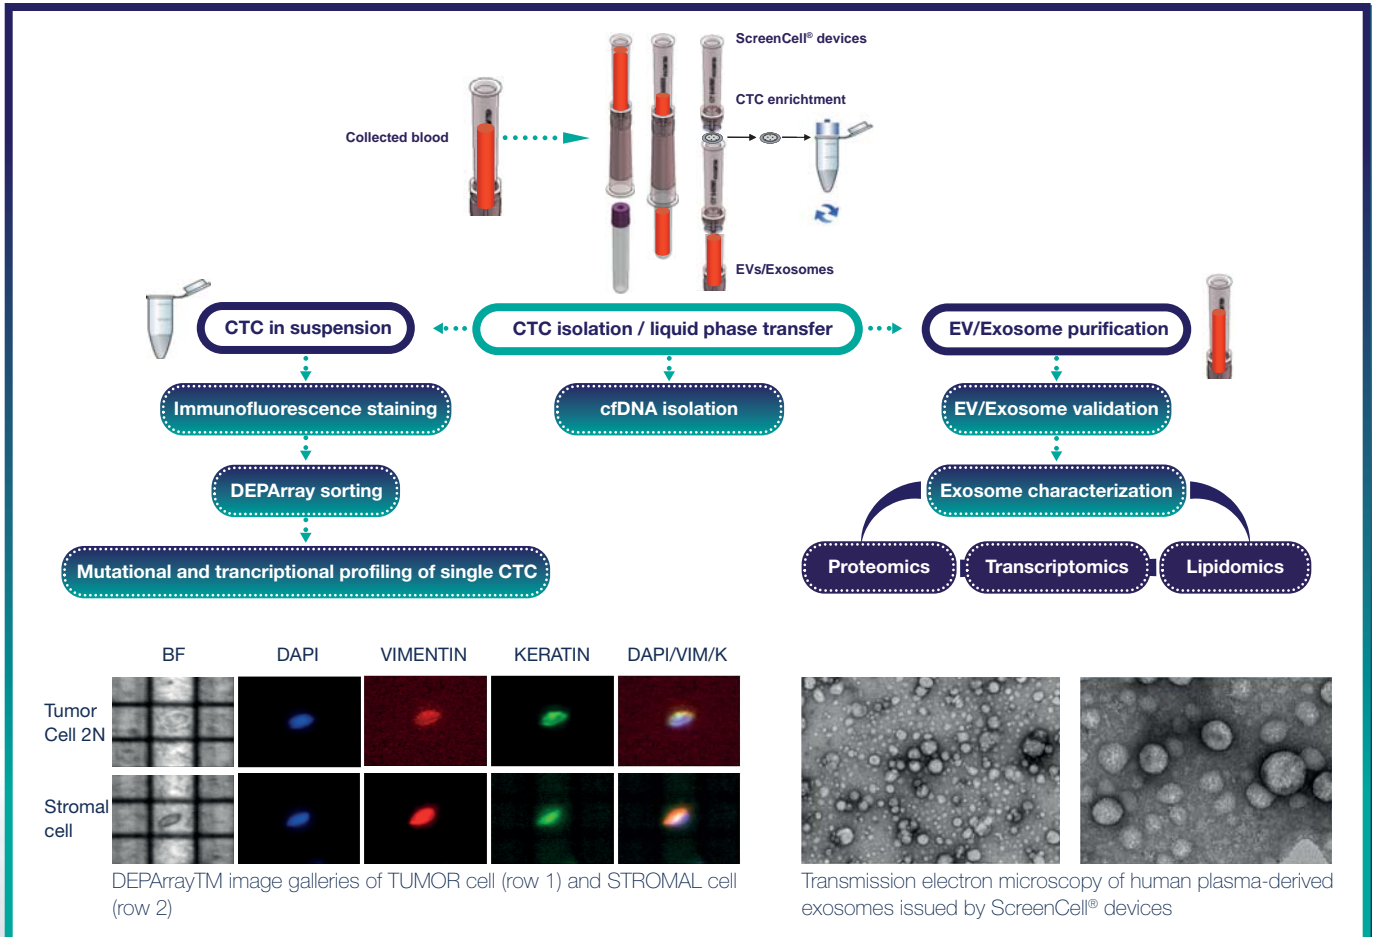 ScreenCell® devices
CTC enrichtment
Collected blood
EVs/Exosomes
CTC in suspension
CTC isolation / liquid phase transfer
EV/Exosome purification
Immunofluorescence staining
cfDNA isolation
EV/Exosome validation
DEPArray sorting
Exosome characterization
Mutational and trancriptional profiling of single CTC
Proteomics
Transcriptomics
Lipidomics
BF
DAPI
VIMENTIN
KERATIN
DAPI/VIM/K
Tumor
Cell 2N
Stromal
cell
DEPArrayTM image galleries of TUMOR cell (row 1) and STROMAL cell
(row 2)
Transmission electron microscopy of human plasma-derived
exosomes issued by ScreenCell® devices